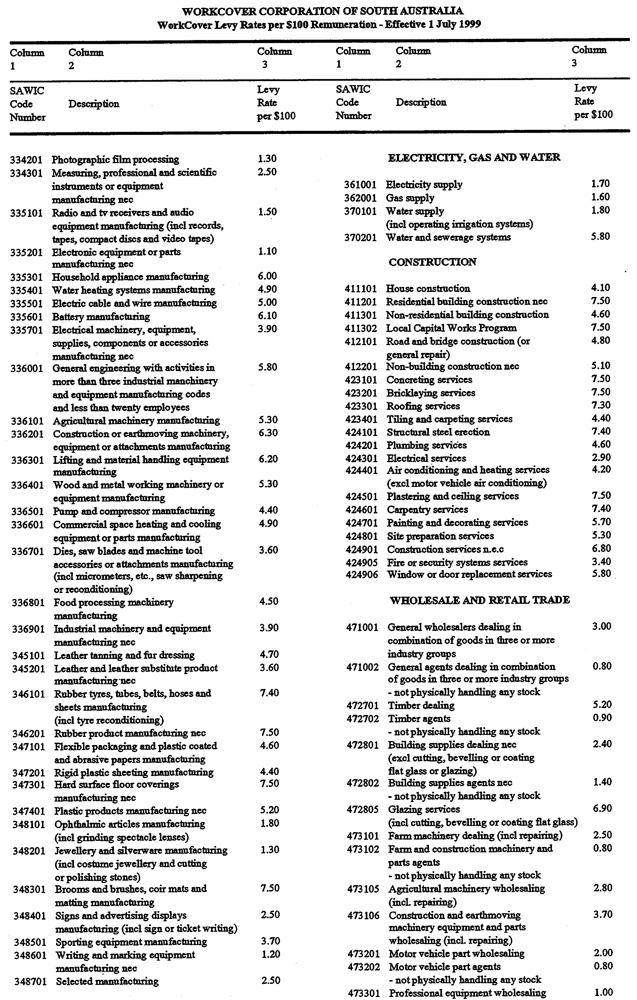 WORKCOVER CORPORATION OF SOUTH AUSTRALIA
WorkCover Levy Rates per $100 Remuneration - Effective 1 July 1999
Column Column Column
1 2 3
SAWIC Levy
Code Description Rate
Number per $100
334201 Photographic film processing 1.30
334301 Measuring, professional and scientific 2.50
instruments or equipment
manufacturing nec
335101 Radio and tv receivers and audio 1.50
equipment manufacturing (incl records,
tapes, compact discs and video tapes)
335201 Electronic equipment or parts 1.10
manufacturing nec
335301 Household appliance manufacturing 6.00
335401 Water heating systems manufacturing 4.90
335501 Electric cable and wire manufacturing 5.00
335601 Battery manufacturing 6.10
335701 Electrical machinery, equipment, 3.90
supplies, components or accessories
manufacturing nec
336001 General engineering with activities in 5.80
more than three industrial manchinery
and equipment manufacturing codes
and less than twenty employees
336101 Agricultural machinery manufacturing 5.30
336201 Construction or earthmoving machinery, 6.30
equipment or attachments manufacturing
336301 Lifting and material handling equipment 6.20
manufacturing
336401 Wood and metal working machinery or 5.30
equipment manufacturing
336501 Pump and compressor manufacturing 4.40
336601 Commercial space heating and cooling 4.90
equipment or parts manufacturing
336701 Dies, saw blades and machine tool 3.60
accessories or attachments manufacturing
(incl micrometers, etc., saw sharpening
or reconditioning)
336801 Food processing machinery 4.50
manufacturing
336901 Industrial machinery and equipment 3.90
manufacturing nec
345101 Leather tanning and fur dressing 4.70
345201 Leather and leather substitute product 3.60
manufacturing nec
346101 Rubber tyres, tubes, belts, hoses and 7.40
sheets manufacturing
(incl tyre reconditioning)
346201 Rubber product manufacturing nec 7.50
347101 Flexible packaging and plastic coated 4.60
and abrasive papers manufacturing
347201 Rigid plastic sheeting manufacturing 4.40
347301 Hard surface floor coverings 7.50
manufacturing nec
347401 Plastic products manufacturing nec 5.20
348101 Ophthalmic articles manufacturing 1.80
(incl grinding spectacle lenses)
348201 Jewellery and silverware manufacturing 1.30
(incl costume jewellery and cutting
or polishing stones)
348301 Brooms and brushes, coir mats and 7.50
matting manufacturing
348401 Signs and advertising displays 2.50
manufacturing (incl sign or ticket writing)
348501 Sporting equipment manufacturing 3.70
348601 Writing and marking equipment 1.20
manufacturing nec
348701 Selected manufacturing 2.50
Column Column Column
1 2 3
SAWIC Levy
Code Description Rate
Number per $100
ELECTRICITY, GAS AND WATER
361001 Electricity supply 1.70
362001 Gas supply 1.60
370101 Water supply 1.80
(incl operating irrigation systems)
370201 Water and sewerage systems 5.80
CONSTRUCTION
411101 House construction 4.10
411201 Residential building construction nec 7.50
411301 Non-residential building construction 4.60
411302 Local Capital Works Program 7.50
412101 Road and bridge construction (or 4.80
general repair)
412201 Non-building construction nec 5.10
423101 Concreting services 7.50
423201 Bricklaying services 7.50
423301 Roofing services 7.30
423401 Tiling and carpeting services 4.40
424101 Structural steel erection 7.40
424201 Plumbing services 4.60
424301 Electrical services 2.90
424401 Air conditioning and heating services 4.20
(excl motor vehicle air conditioning)
424501 Plastering and ceiling services 7.50
424601 Carpentry services 7.40
424701 Painting and decorating services 5.70
424801 Site preparation services 5.30
424901 Construction services n.e.c 6.80
424905 Fire or security systems services 3.40
424906 Window or door replacement services 5.80
WHOLESALE AND RETAIL TRADE
471001 General wholesalers dealing in 3.00
combination of goods in three or more
industry groups
471002 General agents dealing in combination 0.80
of goods in three or more industry groups
- not physically handling any stock
472701 Timber dealing 5.20
472702 Timber agents 0.90
- not physically handling any stock
472801 Building supplies dealing nec 2.40
(excl cutting, bevelling or coating
flat glass or glazing)
472802 Building supplies agents nec 1.40
- not physically handling any stock
472805 Glazing services 6.90
(incl cutting, bevelling or coating flat glass)
473101 Farm machinery dealing (incl repairing) 2.50
473102 Farm and construction machinery and 0.80
parts agents
- not physically handling any stock
473105 Agricultural machinery wholesaling 2.80
(incl. repairing)
473106 Construction and earthmoving 3.70
machinery equipment and parts
wholesaling (incl. repairing)
473201 Motor vehicle part wholesaling 2.00
473202 Motor vehicle part agents 0.80
- not physically handling any stock
473301 Professional equipment wholesaling 1.00